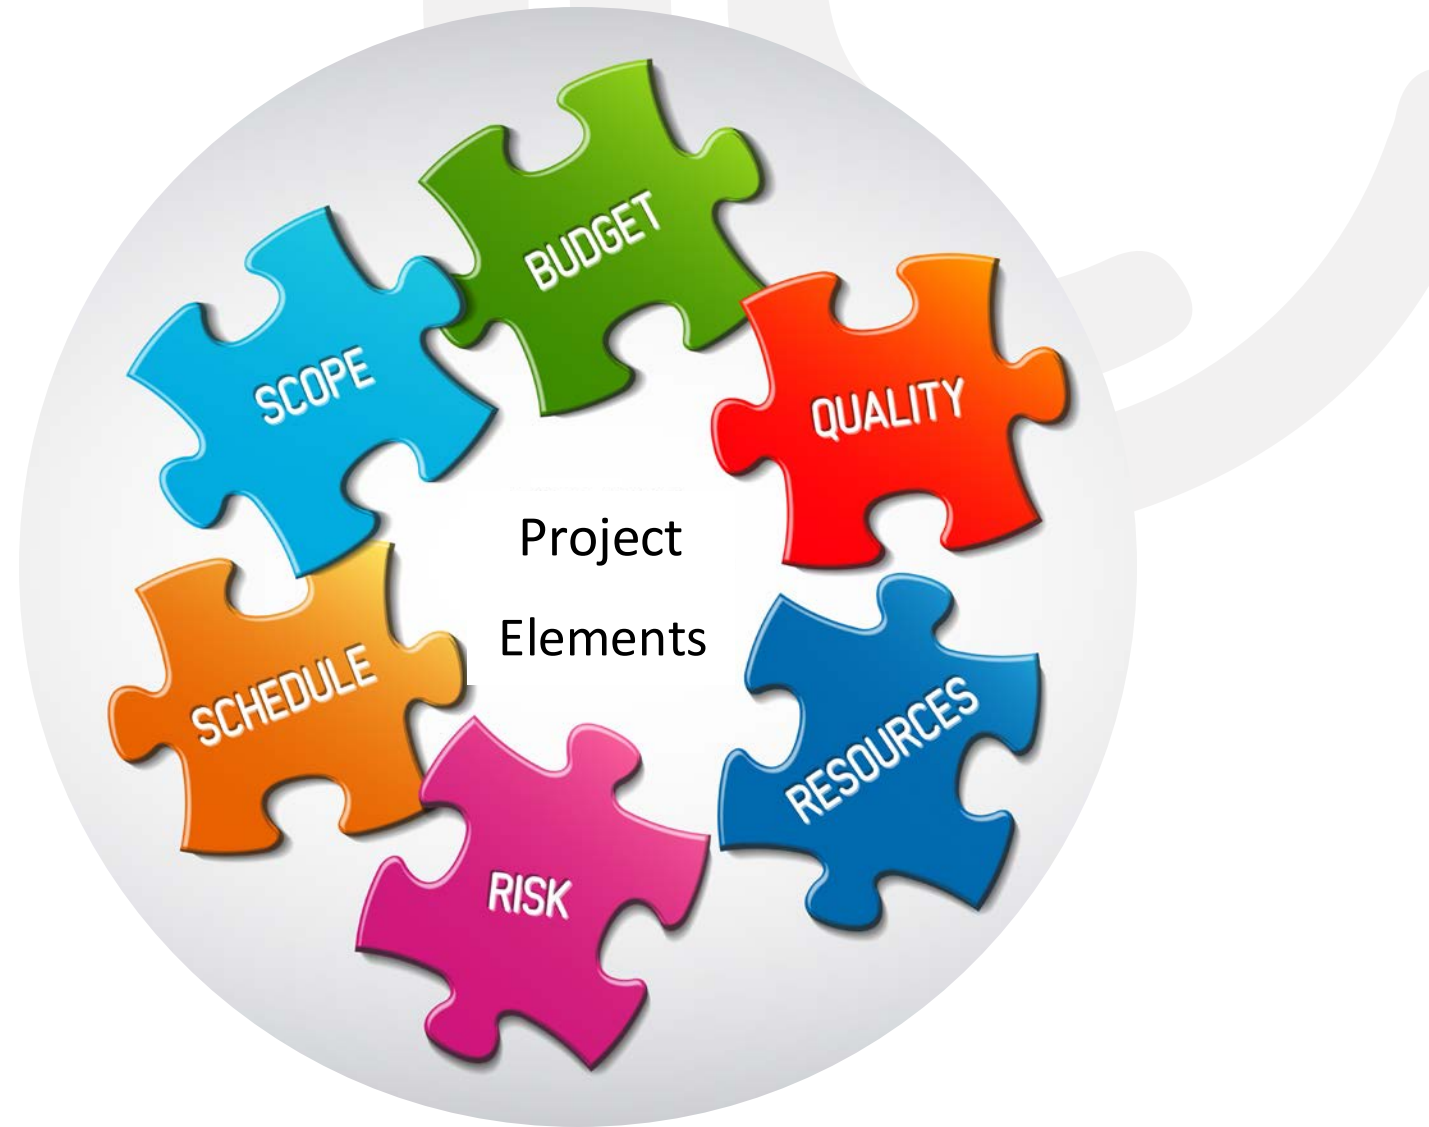 BUDGET
SCOPE
QUALITY
Project
Elements
SCHEDULE
RESOURCES
RISK